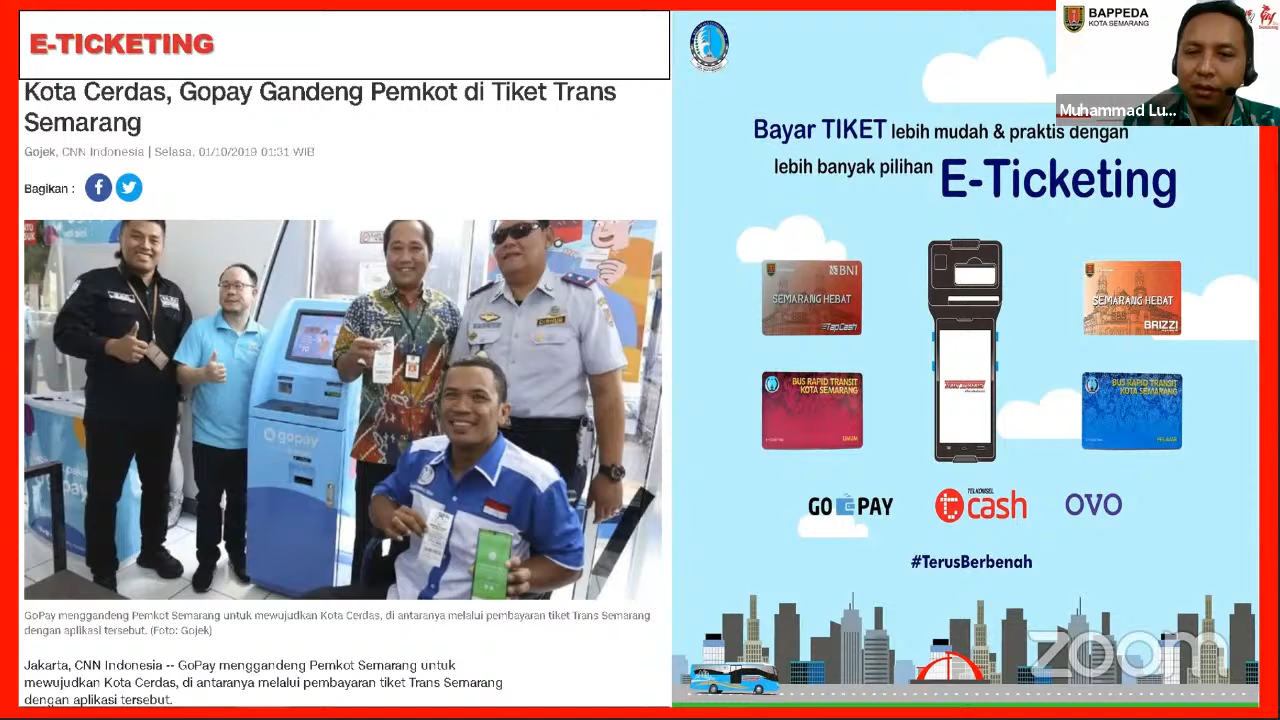 E-TICKETING
Kota Cerdas, Gopay Gandeng Pemkot di Tiket Trans
Semarang
Gojek, CNN Indonesia | Selasa, 01/10/2019 01:31 WIB
Bagikan :
gopay
GoPay menggandeng Pemkot Semarang untuk mewujudkan Kota Cerdas, di antaranya melalui pembayaran tiket Trans Semarang
dengan aplikasi tersebut. (Foto: Gojek)
Jakarta, CNN Indonesia -- GoPay menggandeng Pemkot Semarang untuk
mewujudkan Kota Cerdas, di antaranya melalui pembayaran tiket Trans Semarang
dengan aplikasi tersebut.
BAPPEDA
KOTA SEMARANG
Muhammad Lu...
Bayar TIKET lebih mudah & praktis dengan
lebih banyak pilihan E-Ticketing
BNI
SEMARANG HEBAT
TapCash
SEMARANG HEBAT
BRIZZI
BUS RAPID TRANSIT
KOTA SEMARANG
UMUM
BUS RAPID TRANSIT
KOTA SEMARANG
PELAJAR
GO PAY
TELKOMSEL
t cash
OVO
#TerusBerbenah
zoom